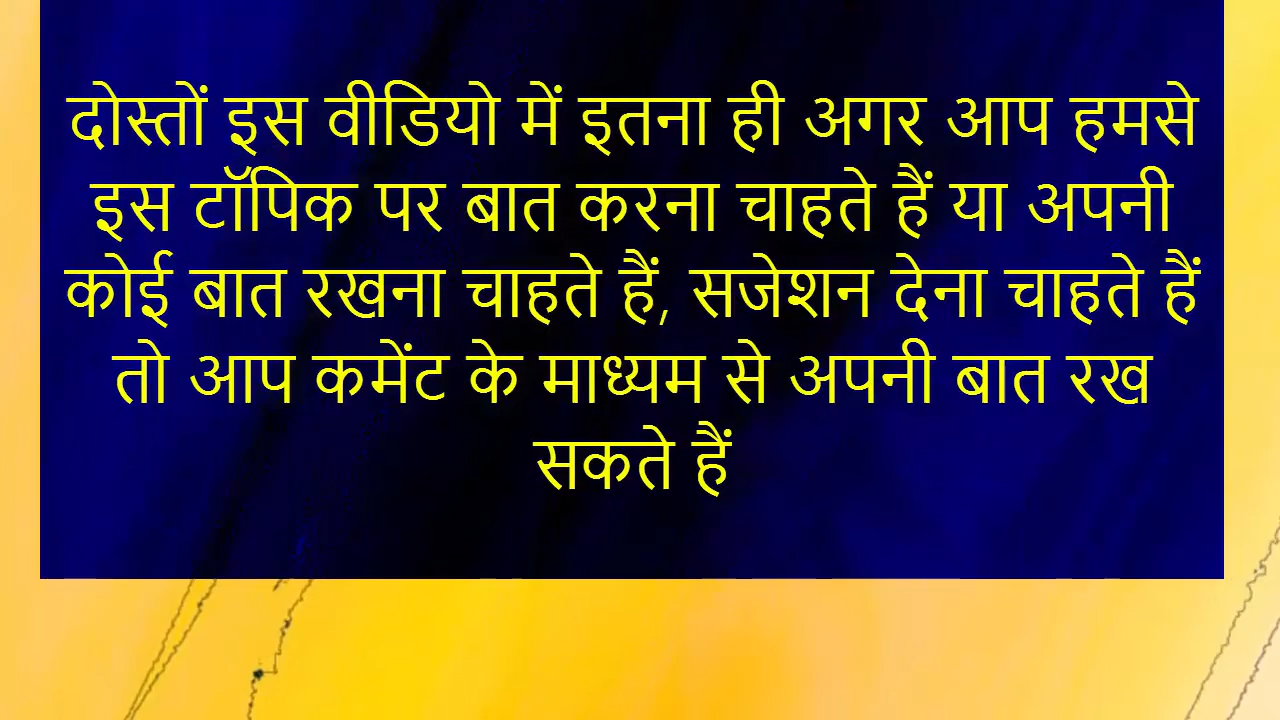 दोस्तों इस वीडियो में इतना ही अगर आप हमसे
इस टॉपिक पर बात करना चाहते हैं या अपनी
कोई बात रखना चाहते हैं, सजेशन देना चाहते हैं
तो आप कमेंट के माध्यम से अपनी बात रख
सकते हैं